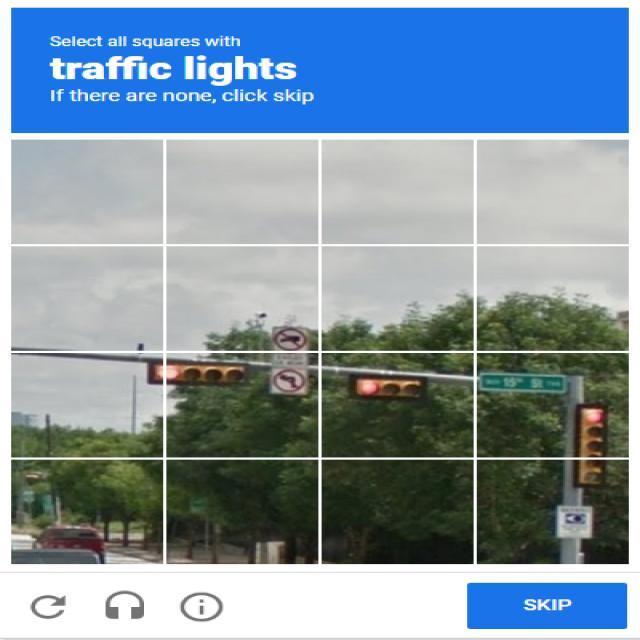 Select all squares with
traffic lights
If there are none, click skip
15th St
SKIP